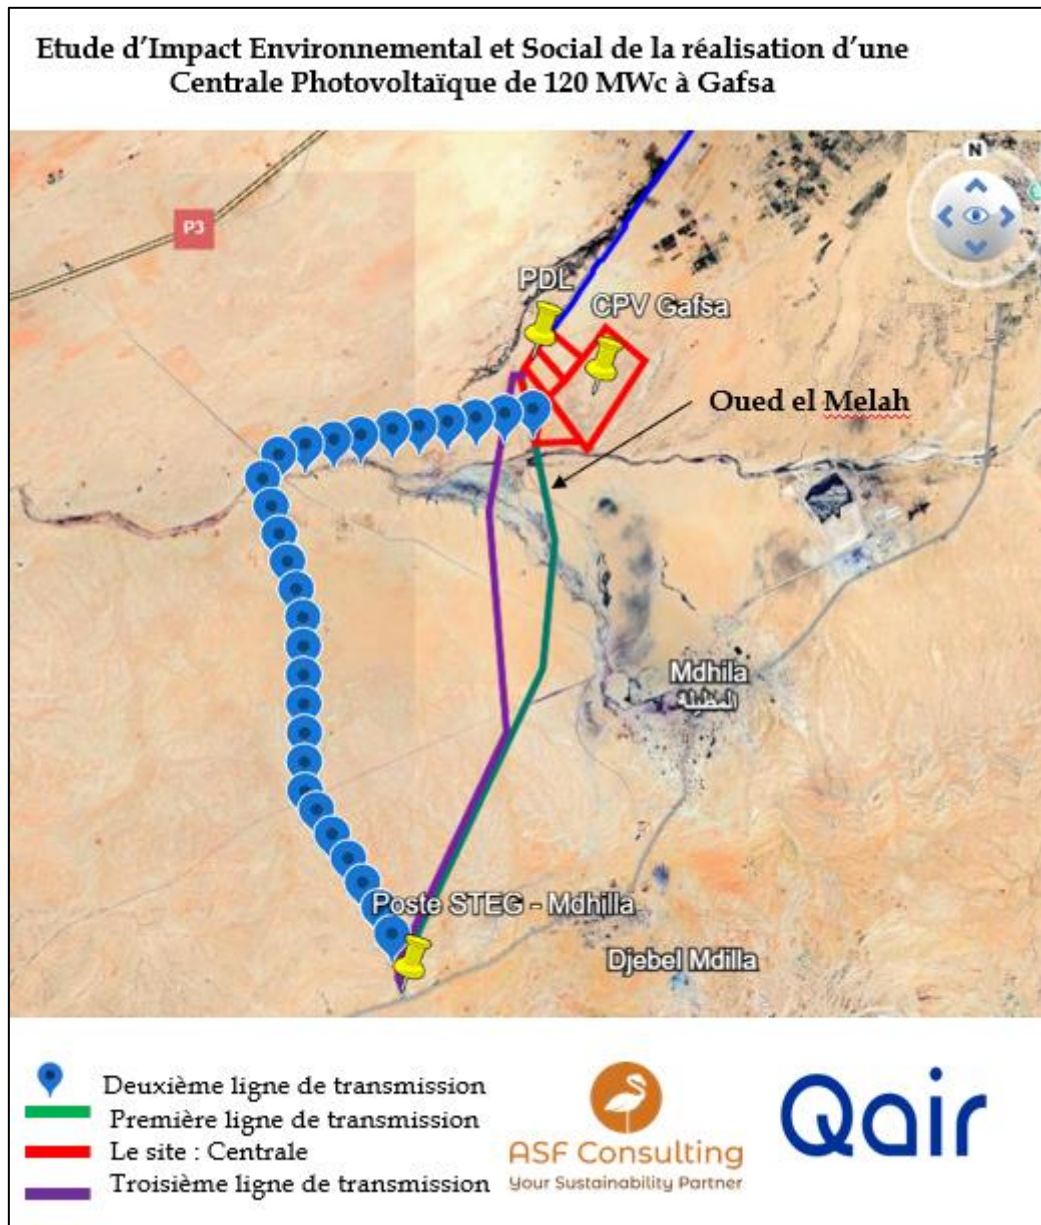 Etude d'Impact Environnemental et Social de la réalisation d'une
Centrale Photovoltaïque de 120 MWc à Gafsa
N
P3
PDL
CPV Gafsa
Oued el Melah
Mdhila
المظيلة
Poste STEG - Mdhilla
Djebel Mdilla
Deuxième ligne de transmission
Première ligne de transmission
Le site : Centrale
Troisième ligne de transmission
ASF Consulting
Your Sustainability Partner
Qair